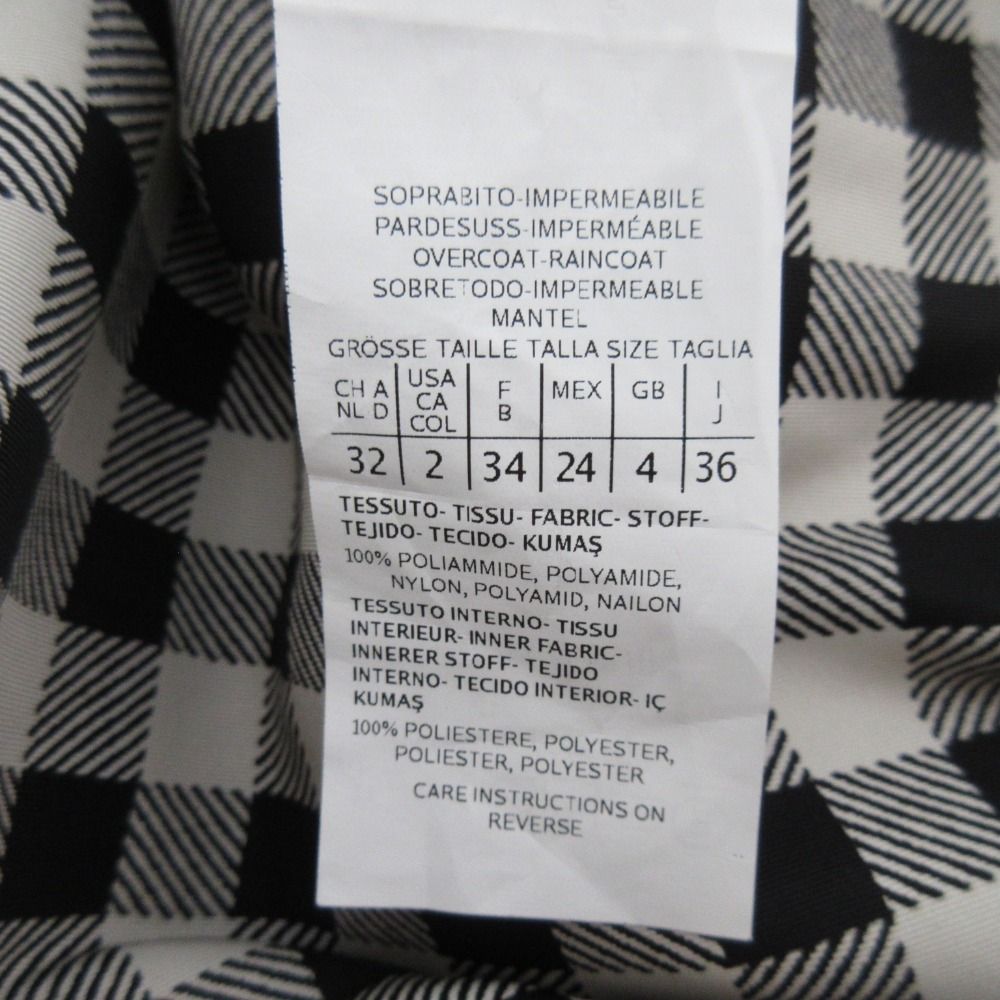 SOPRABITO-IMPERMEABILE
PARDESUSS-IMPERMÉABLE
OVERCOAT-RAINCOAT
SOBRETODO-IMPERMEABLE
MANTEL
GRÖSSE TAILLE TALLA SIZE TAGLIA
CH A NL D | USA CA COL | F B | MEX | GB | I J
32 | 2 | 34 | 24 | 4 | 36
TESSUTO- TISSU- FABRIC- STOFF-
TEJIDO- TECIDO- KUMAŞ
100% POLIAMMIDE, POLYAMIDE,
NYLON, POLYAMID, NAILON
TESSUTO INTERNO- TISSU
INTERIEUR- INNER FABRIC-
INNERER STOFF- TEJIDO
INTERNO- TECIDO INTERIOR- IÇ
KUMAŞ
100% POLIESTERE, POLYESTER,
POLIESTER, POLYESTER
CARE INSTRUCTIONS ON
REVERSE